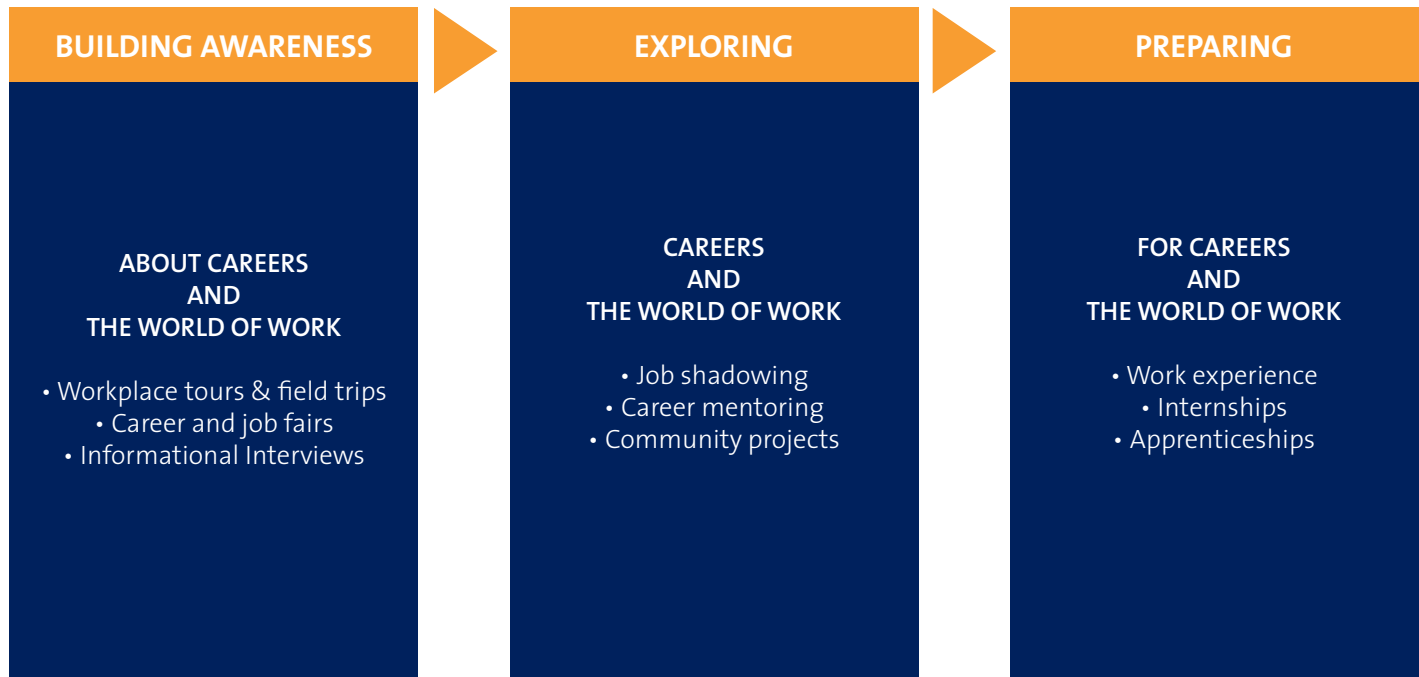 BUILDING AWARENESS
ABOUT CAREERS
AND
THE WORLD OF WORK
• Workplace tours & field trips
• Career and job fairs
• Informational Interviews
EXPLORING
CAREERS
AND
THE WORLD OF WORK
• Job shadowing
• Career mentoring
• Community projects
PREPARING
FOR CAREERS
AND
THE WORLD OF WORK
• Work experience
• Internships
• Apprenticeships